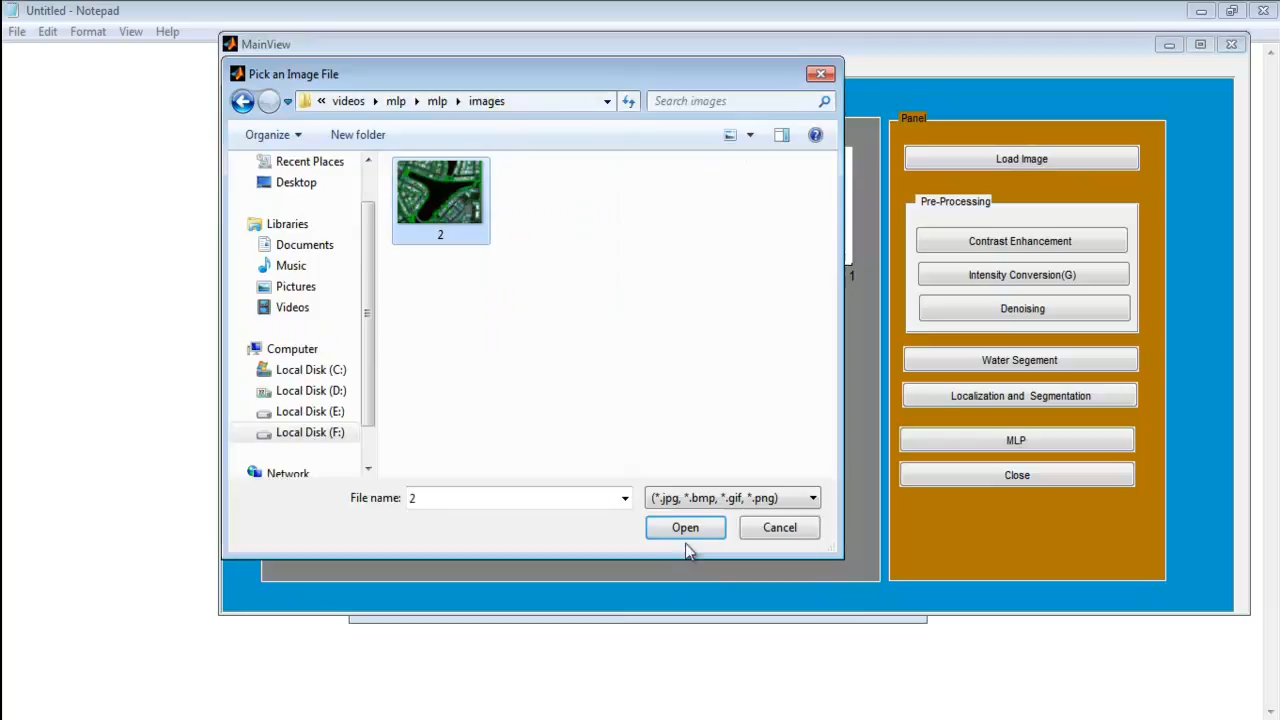 Untitled - Notepad
File Edit Format View Help
MainView
Pick an Image File
« videos mlp mlp images
Search images
Organize New folder
Recent Places
Desktop
Libraries
Documents
Music
Pictures
Videos
Computer
Local Disk (C:)
Local Disk (D:)
Local Disk (E:)
Local Disk (F:)
Network
2
File name: 2
(*.jpg, *.bmp, *.gif, *.png)
Open Cancel
1
Panel
Load Image
Pre-Processing
Contrast Enhancement
Intensity Conversion(G)
Denoising
Water Segement
Localization and Segmentation
MLP
Close